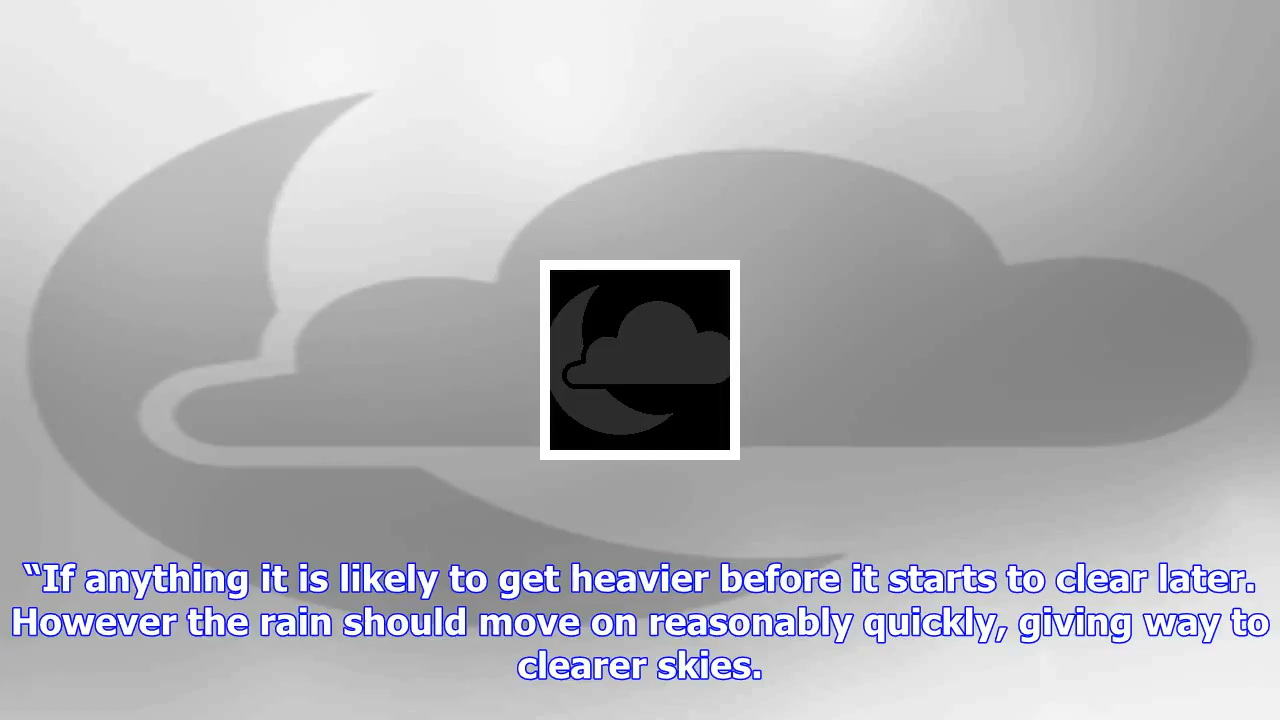 “If anything it is likely to get heavier before it starts to clear later.
However the rain should move on reasonably quickly, giving way to
clearer skies.